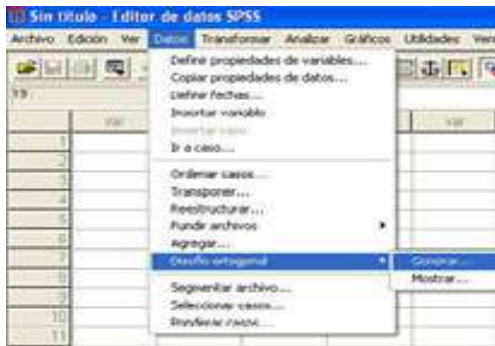 Sin título - Editor de datos SPSS
Archivo Edición Ver Datos Transformar Analizar Gráficos Utilidades
19 :
var var
Definir propiedades de variables...
Copiar propiedades de datos...
Definir fechas...
Insertar variable
Insertar caso
Ir a caso...
Ordenar casos...
Transponer...
Reestructurar...
Fundir archivos
Agregar...
Diseño ortogonal
Generar...
Mostrar...
Segmentar archivo...
Seleccionar casos...
Ponderar casos...
1
2
3
4
5
6
7
8
9
10
11